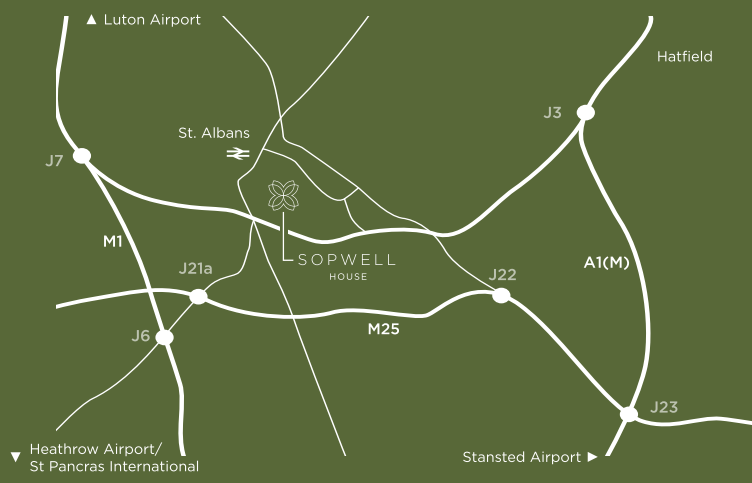 ▲ Luton Airport
Hatfield
J3
St. Albans
J7
M1
SOPWELL
HOUSE
A1(M)
J21a
J22
M25
J6
J23
▼ Heathrow Airport/
St Pancras International
Stansted Airport ►